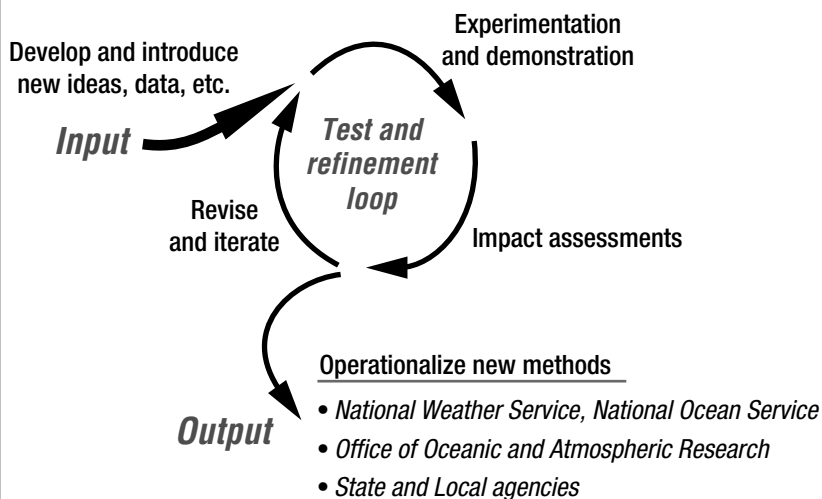 Develop and introduce
new ideas, data, etc.
Input
Experimentation
and demonstration
Test and
refinement
loop
Revise
and iterate
Impact assessments
Output
Operationalize new methods
• National Weather Service, National Ocean Service
• Office of Oceanic and Atmospheric Research
• State and Local agencies